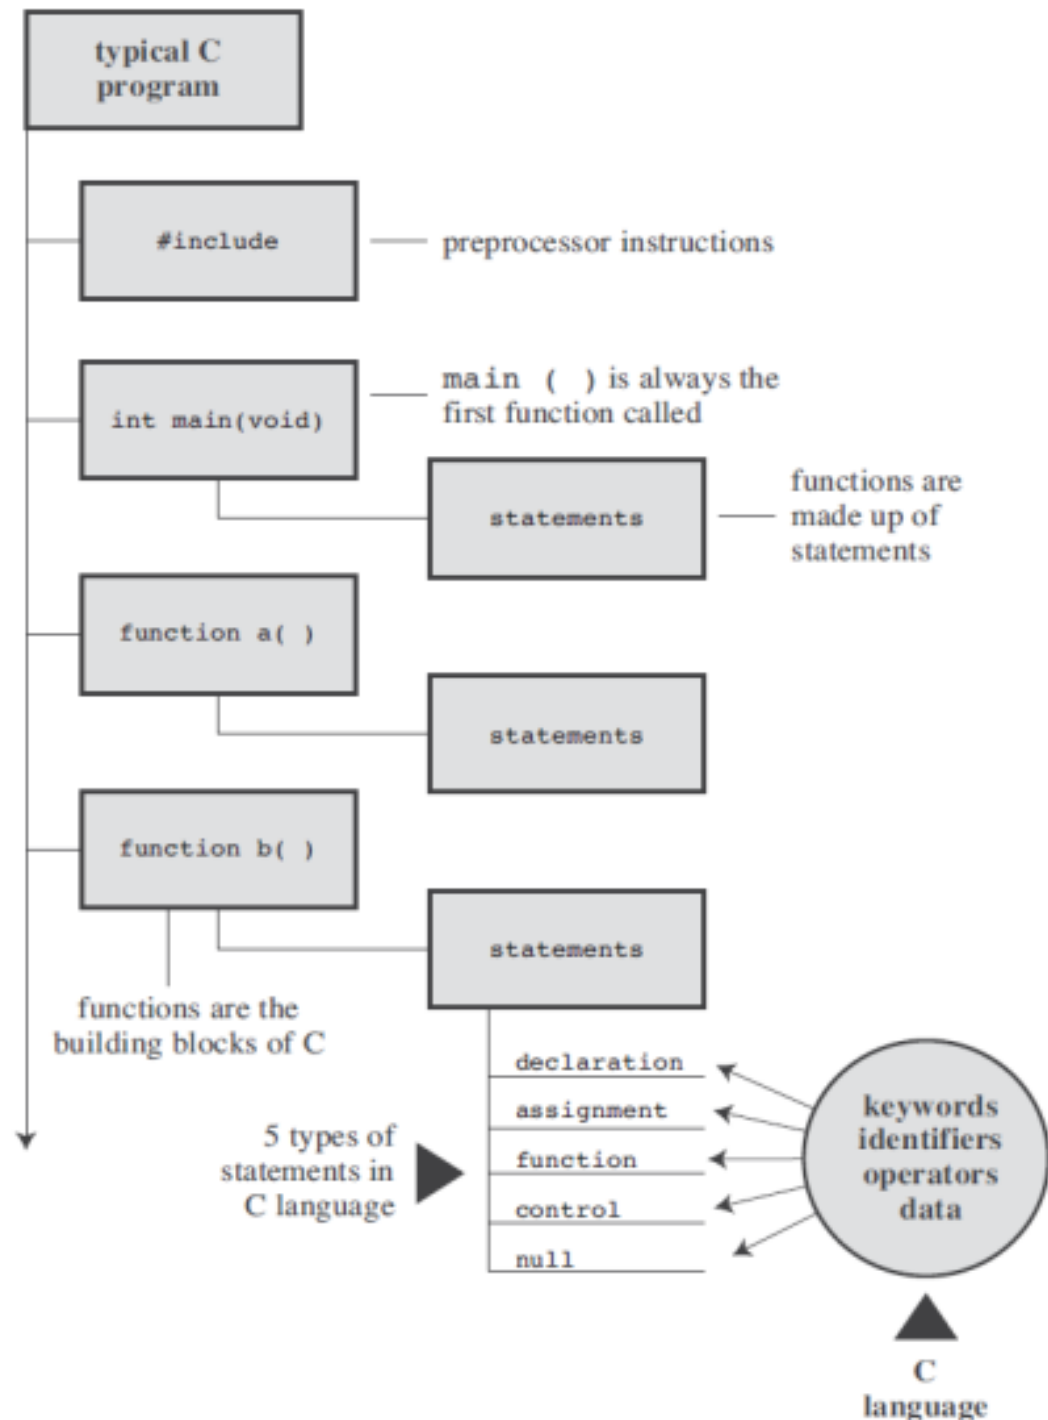 typical C
program
#include
preprocessor instructions
main ( ) is always the
first function called
int main(void)
statements
functions are
made up of
statements
function a( )
statements
function b( )
statements
functions are the
building blocks of C
declaration
assignment
function
control
null
5 types of
statements in
C language
keywords
identifiers
operators
data
C
language